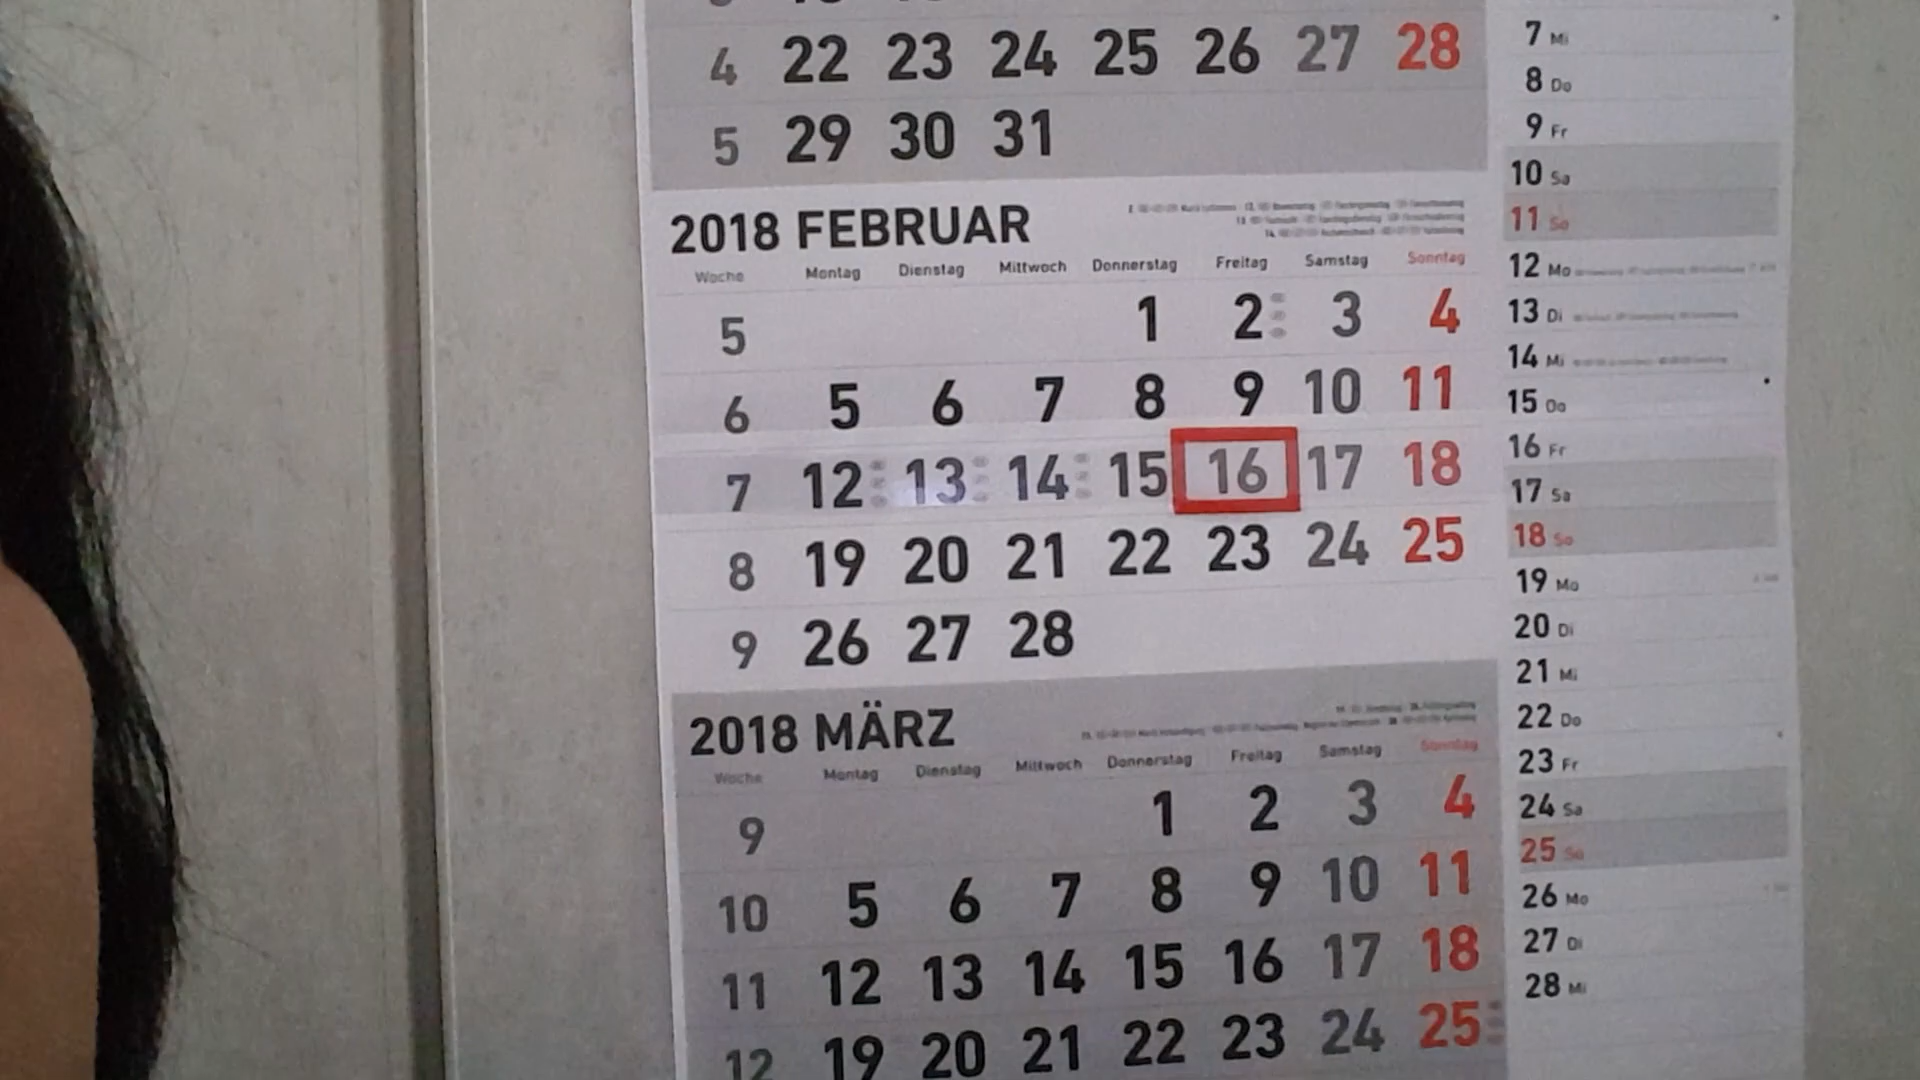 4 22 23 24 25 26 27 28
5 29 30 31
2018 FEBRUAR
Woche Montag Dienstag Mittwoch Donnerstag Freitag Samstag Sonntag
5 1 2 3 4
6 5 6 7 8 9 10 11
7 12 13 14 15 16 17 18
8 19 20 21 22 23 24 25
9 26 27 28
2018 MÄRZ
Woche Montag Dienstag Mittwoch Donnerstag Freitag Samstag Sonntag
9 1 2 3 4
10 5 6 7 8 9 10 11
11 12 13 14 15 16 17 18
12 19 20 21 22 23 24 25
7 Mi
8 Do
9 Fr
10 Sa
11 So
12 Mo
13 Di
14 Mi
15 Do
16 Fr
17 Sa
18 So
19 Mo
20 Di
21 Mi
22 Do
23 Fr
24 Sa
25 So
26 Mo
27 Di
28 Mi